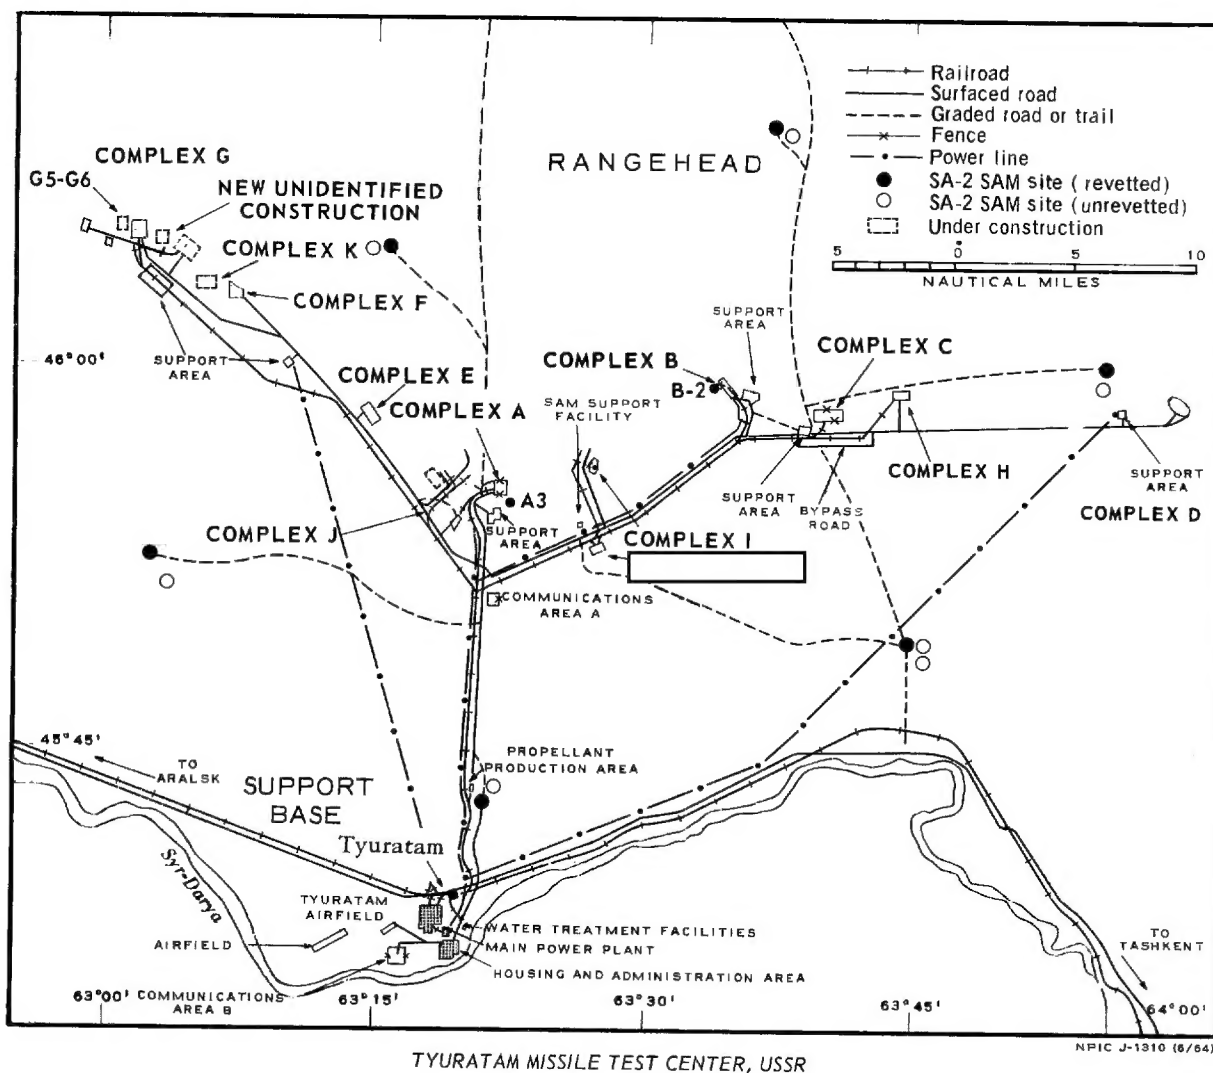 Railroad
Surfaced road
Graded road or trail
Fence
Power line
SA-2 SAM site (revetted)
SA-2 SAM site (unrevetted)
Under construction
5 0 5 10
NAUTICAL MILES
RANGEHEAD
COMPLEX G
G5-G6
NEW UNIDENTIFIED
CONSTRUCTION
COMPLEX K
COMPLEX F
SUPPORT
AREA
46°00'
SUPPORT
AREA
COMPLEX B
B-2
COMPLEX C
COMPLEX E
COMPLEX A
SAM SUPPORT
FACILITY
COMPLEX H
SUPPORT
AREA
SUPPORT
AREA
BYPASS
ROAD
COMPLEX D
A3
SUPPORT
AREA
COMPLEX J
COMPLEX I
COMMUNICATIONS
AREA A
45°45'
TO
ARALSK
SUPPORT
BASE
PROPELLANT
PRODUCTION AREA
Tyuratam
Syr-Darya
TYURATAM
AIRFIELD
AIRFIELD
WATER TREATMENT FACILITIES
MAIN POWER PLANT
HOUSING AND ADMINISTRATION AREA
TO
TASHKENT
COMMUNICATIONS
AREA B
63°00' 63°15' 63°30' 63°45' 64°00'
NPIC J-1310 (6/64)
TYURATAM MISSILE TEST CENTER, USSR